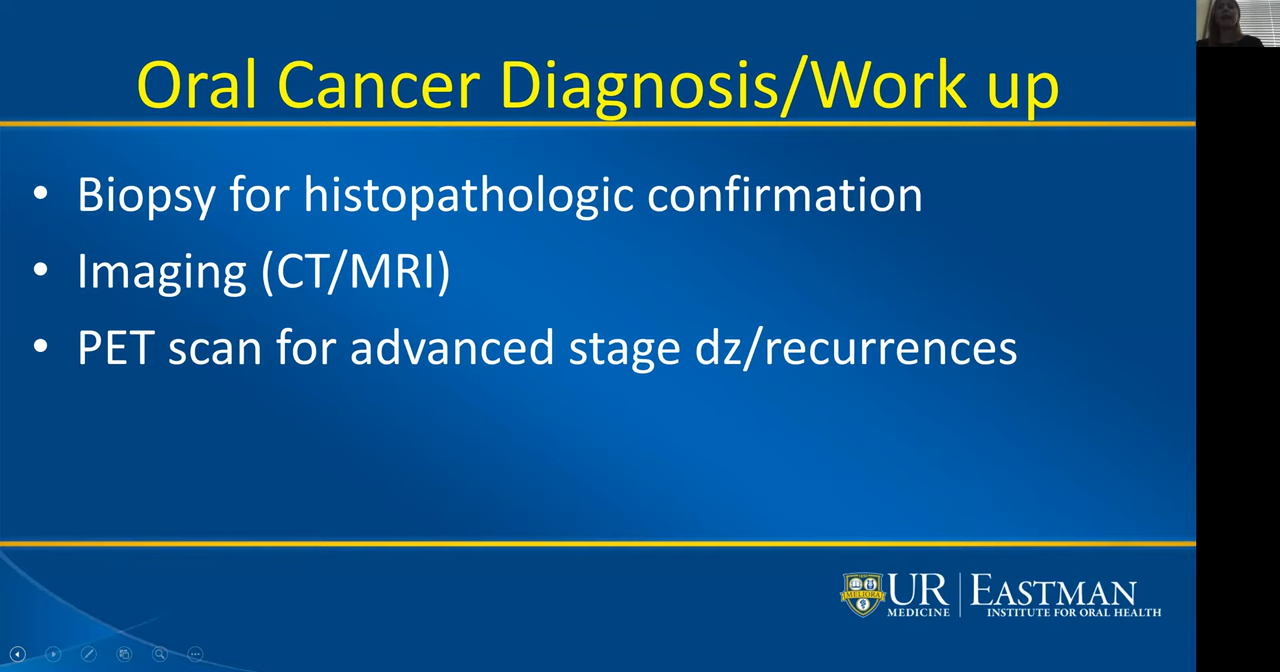 Oral Cancer Diagnosis/Work up
• Biopsy for histopathologic confirmation
• Imaging (CT/MRI)
• PET scan for advanced stage dz/recurrences
MELIORA
UR
MEDICINE
EASTMAN
INSTITUTE FOR ORAL HEALTH